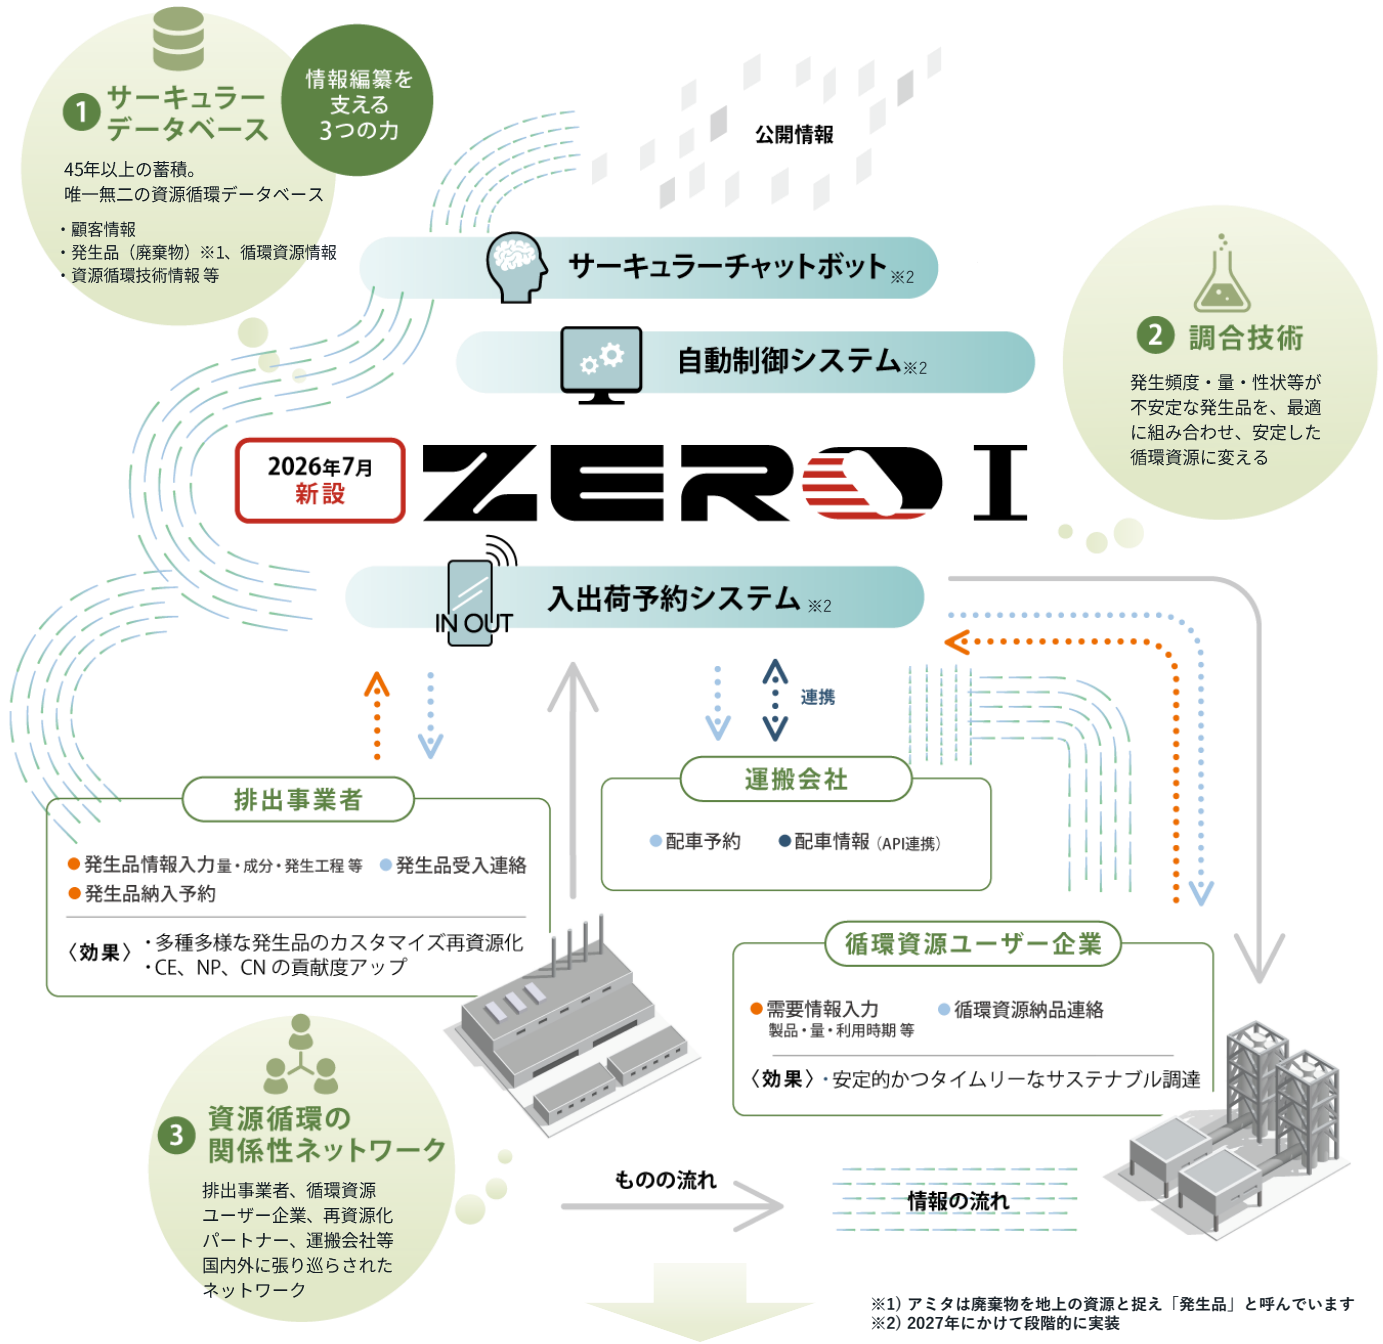 情報編纂を
支える
3つの力
1
サーキュラー
データベース
45年以上の蓄積。
唯一無二の資源循環データベース
・顧客情報
・発生品（廃棄物）※1、循環資源情報
・資源循環技術情報 等
公開情報
サーキュラーチャットボット※2
自動制御システム※2
2
調合技術
発生頻度・量・性状等が
不安定な発生品を、最適
に組み合わせ、安定した
循環資源に変える
2026年7月
新設
ZERO I
IN OUT
入出荷予約システム ※2
連携
排出事業者
発生品情報入力 量・成分・発生工程 等
発生品受入連絡
発生品納入予約
〈効果〉
・多種多様な発生品のカスタマイズ再資源化
・CE、NP、CN の貢献度アップ
運搬会社
配車予約
配車情報（API連携）
循環資源ユーザー企業
需要情報入力
製品・量・利用時期 等
循環資源納品連絡
〈効果〉・安定的かつタイムリーなサステナブル調達
3
資源循環の
関係性ネットワーク
排出事業者、循環資源
ユーザー企業、再資源化
パートナー、運搬会社等
国内外に張り巡らされた
ネットワーク
ものの流れ
情報の流れ
※1) アミタは廃棄物を地上の資源と捉え「発生品」と呼んでいます
※2) 2027年にかけて段階的に実装